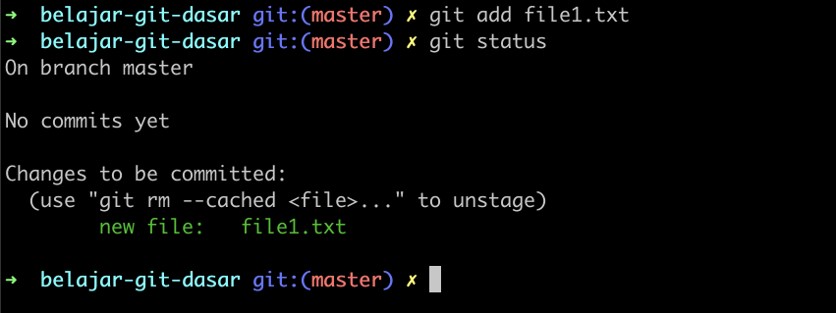 ➜  belajar-git-dasar git:(master) ✗ git add file1.txt
➜  belajar-git-dasar git:(master) ✗ git status
On branch master

No commits yet

Changes to be committed:
  (use "git rm --cached <file>..." to unstage)
        new file:   file1.txt

➜  belajar-git-dasar git:(master) ✗